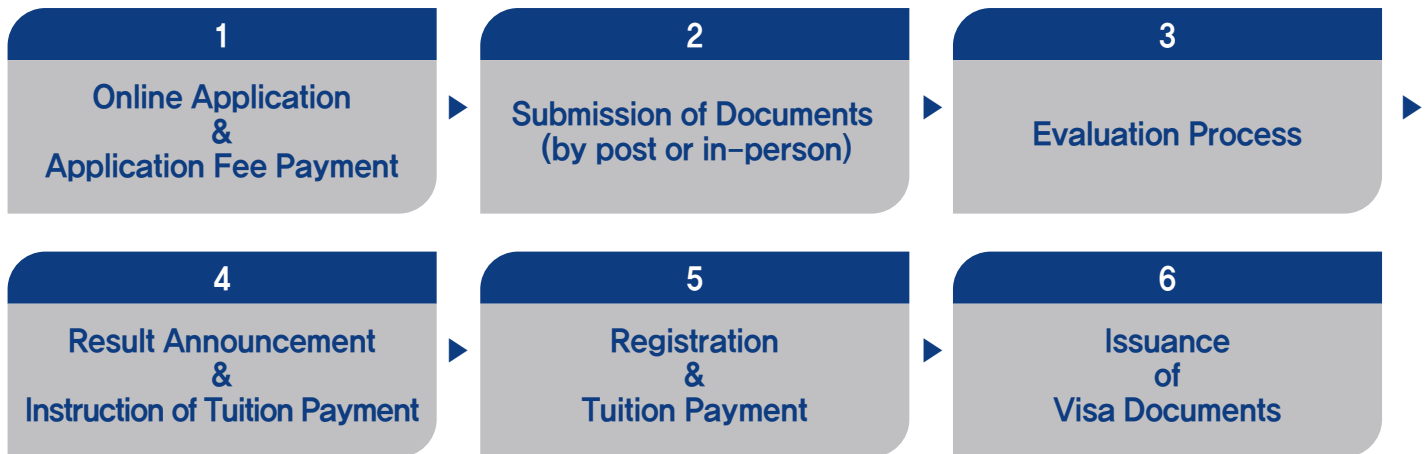 1
Online Application
&
Application Fee Payment
2
Submission of Documents
(by post or in-person)
3
Evaluation Process
4
Result Announcement
&
Instruction of Tuition Payment
5
Registration
&
Tuition Payment
6
Issuance
of
Visa Documents